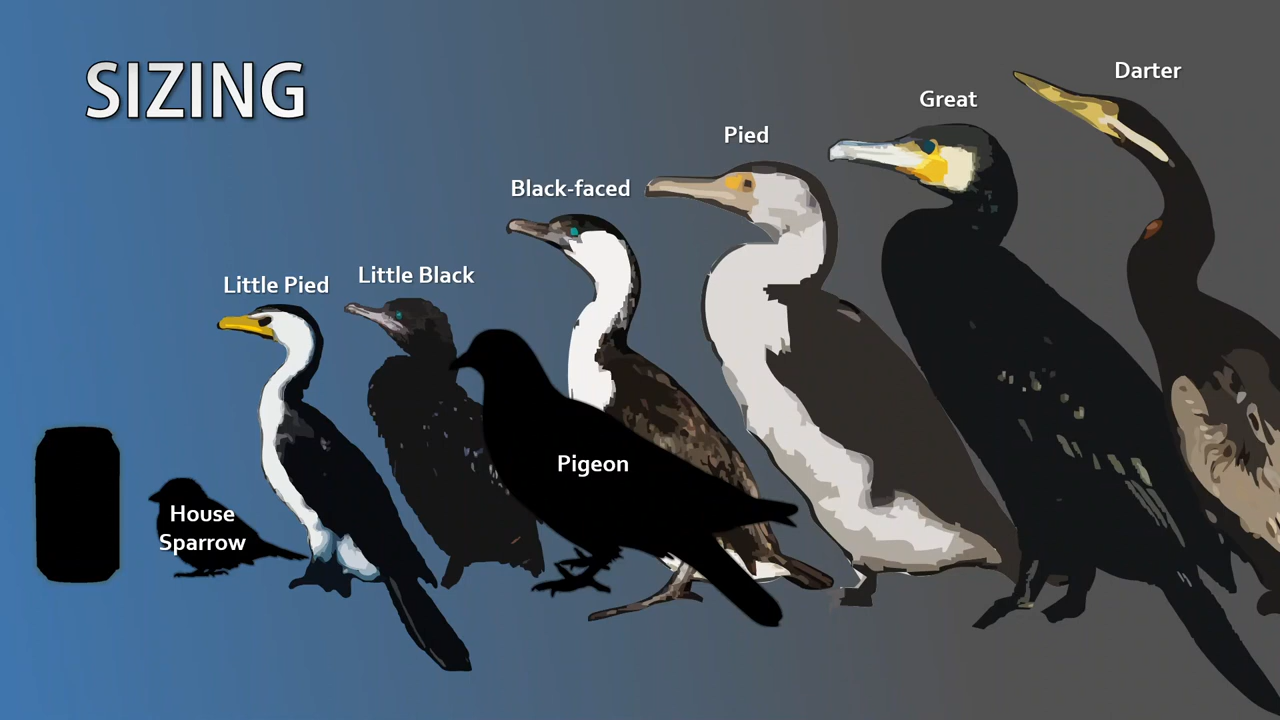 SIZING
Darter
Great
Pied
Black-faced
Little Black
Little Pied
Pigeon
House
Sparrow